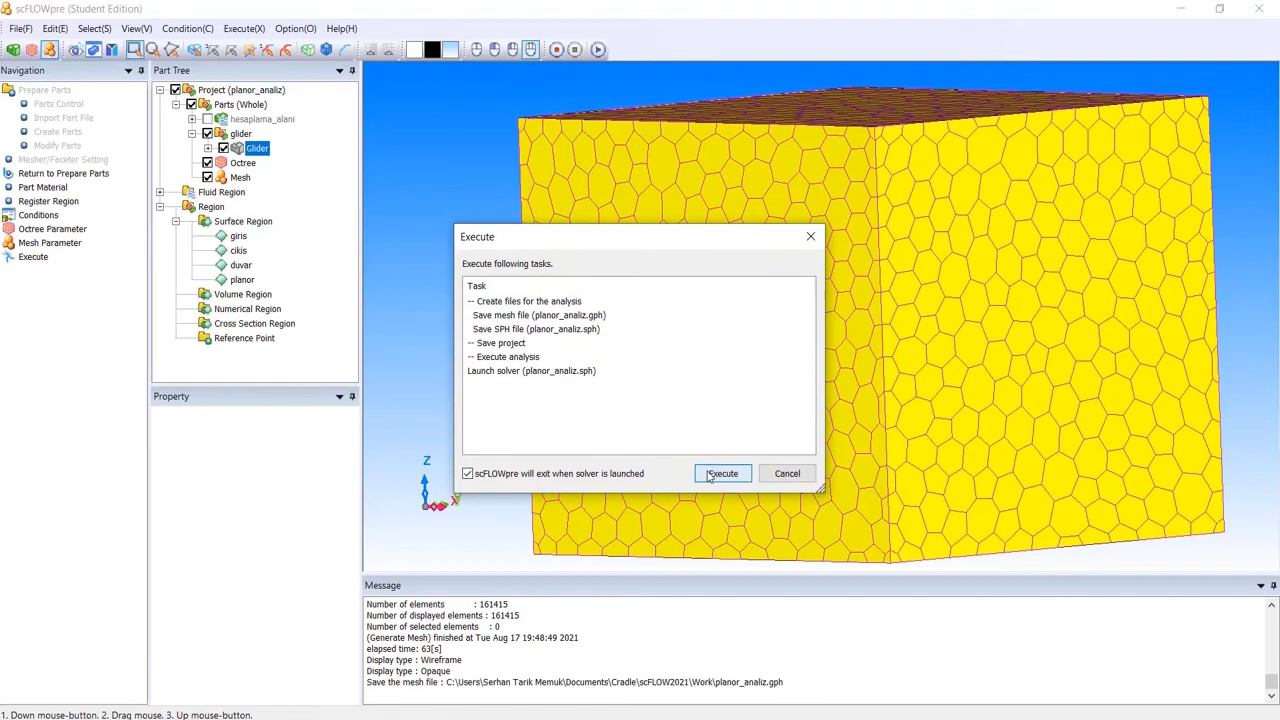 scFLOWpre (Student Edition)
File(F) Edit(E) Select(S) View(V) Condition(C) Execute(X) Option(O) Help(H)
Navigation
Prepare Parts
Parts Control
Import Part File
Create Parts
Modify Parts
Mesher/Faceter Setting
Return to Prepare Parts
Part Material
Register Region
Conditions
Octree Parameter
Mesh Parameter
Execute
Part Tree
Project (planor_analiz)
Parts (Whole)
hesaplama_alani
glider
Glider
Octree
Mesh
Fluid Region
Region
Surface Region
giris
cikis
duvar
planor
Volume Region
Numerical Region
Cross Section Region
Reference Point
Property
Z
X
Execute
Execute following tasks.
Task
-- Create files for the analysis
Save mesh file (planor_analiz.gph)
Save SPH file (planor_analiz.sph)
-- Save project
-- Execute analysis
Launch solver (planor_analiz.sph)
scFLOWpre will exit when solver is launched
Execute
Cancel
Message
Number of elements : 161415
Number of displayed elements : 161415
Number of selected elements : 0
(Generate Mesh) finished at Tue Aug 17 19:48:49 2021
elapsed time: 63[s]
Display type : Wireframe
Display type : Opaque
Save the mesh file : C:\Users\Serhan Tarik Memuk\Documents\Cradle\scFLOW2021\Work\planor_analiz.gph
1. Down mouse-button. 2. Drag mouse. 3. Up mouse-button.